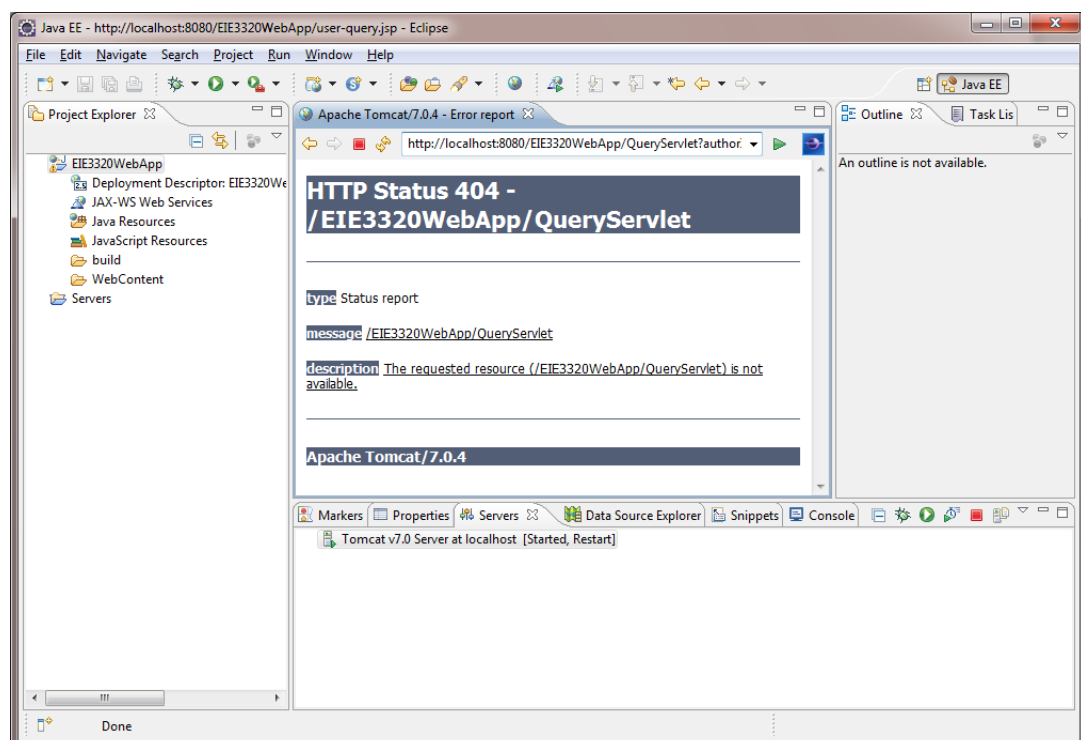 Java EE - http://localhost:8080/EIE3320WebApp/user-query.jsp - Eclipse
File Edit Navigate Search Project Run Window Help
Java EE
Project Explorer
Apache Tomcat/7.0.4 - Error report
Outline
Task Lis
http://localhost:8080/EIE3320WebApp/QueryServlet?author.
An outline is not available.
EIE3320WebApp
Deployment Descriptor: EIE3320We
JAX-WS Web Services
Java Resources
JavaScript Resources
build
WebContent
Servers
HTTP Status 404 -
/EIE3320WebApp/QueryServlet
type Status report
message /EIE3320WebApp/QueryServlet
description The requested resource (/EIE3320WebApp/QueryServlet) is not
available.
Apache Tomcat/7.0.4
Markers Properties Servers Data Source Explorer Snippets Console
Tomcat v7.0 Server at localhost [Started, Restart]
Done